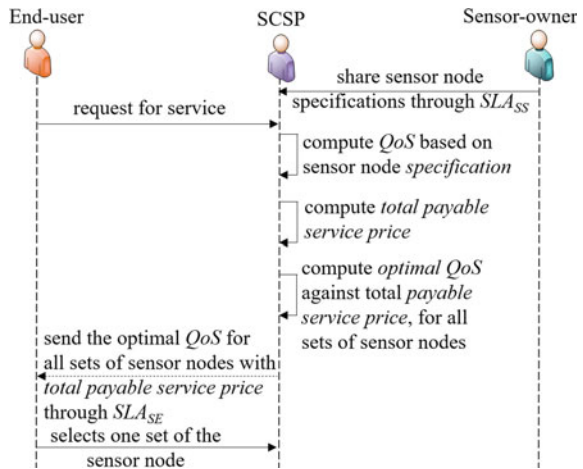 End-user
SCSP
Sensor-owner
share sensor node
specifications through SLA_SS
request for service
compute QoS based on
sensor node specification
compute total payable
service price
compute optimal QoS
against total payable
service price, for all
sets of sensor nodes
send the optimal QoS for
all sets of sensor nodes with
total payable service price
through SLA_SE
selects one set of the
sensor node